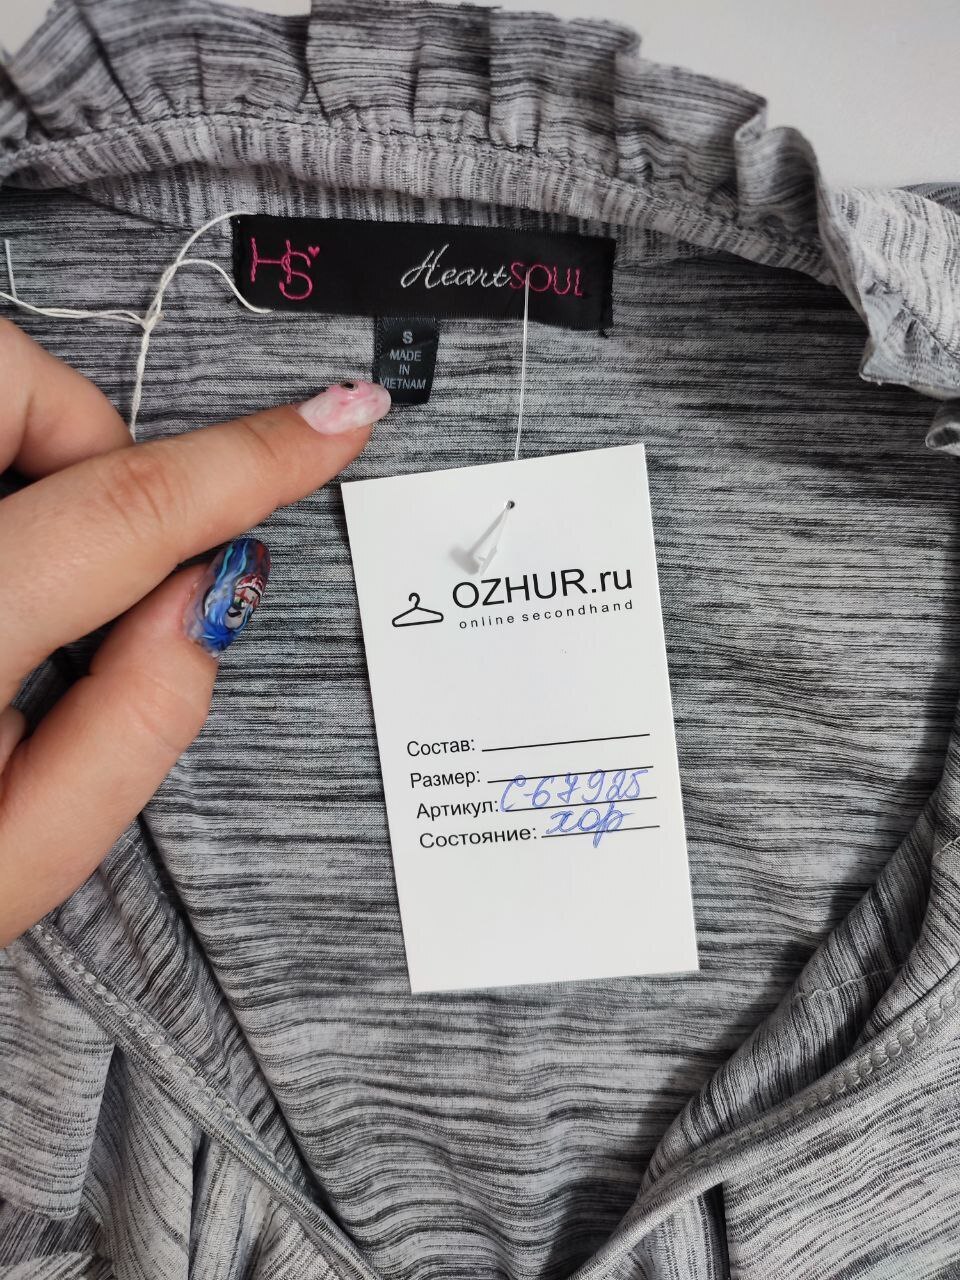 HS HeartSOUL
S
MADE
IN
VIETNAM
OZHUR.ru
online secondhand
Состав:
Размер:
Артикул: С-67925
Состояние: хор